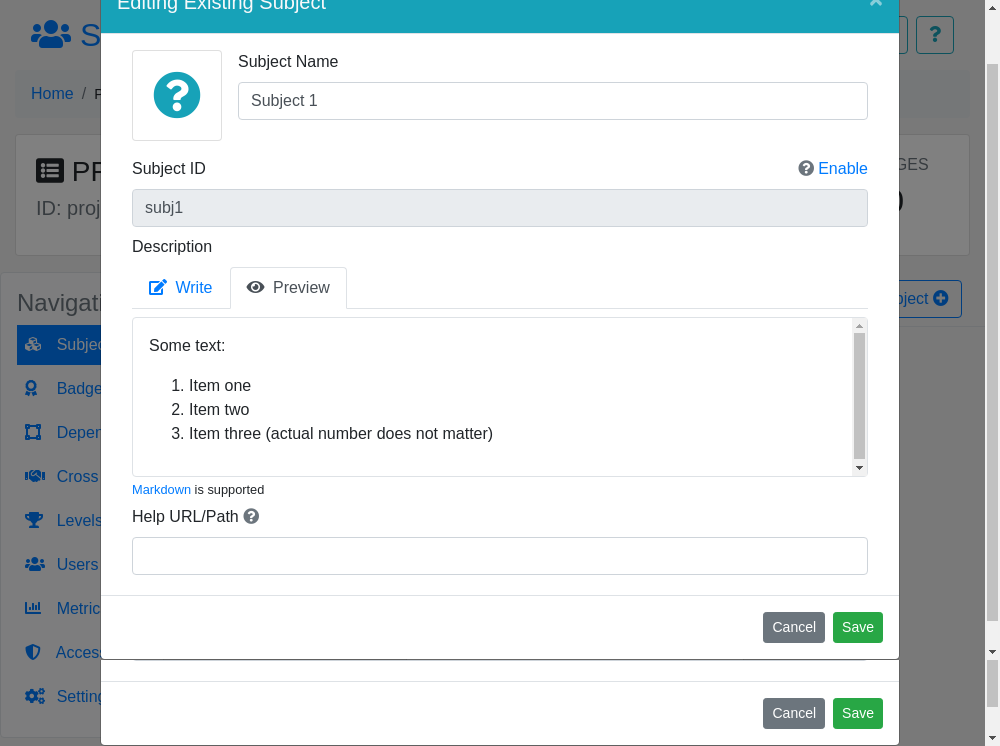 Editing Existing Subject
×
S
?
Home / P
Subject Name
Subject 1
PR
ID: proj
GES
Subject ID
Enable
subj1
Description
Write
Preview
Navigati
bject
Some text:
1. Item one
2. Item two
3. Item three (actual number does not matter)
Subjec
Badge
Depen
Cross
Levels
Users
Metric
Acces
Setting
Markdown is supported
Help URL/Path
Cancel
Save
Cancel
Save